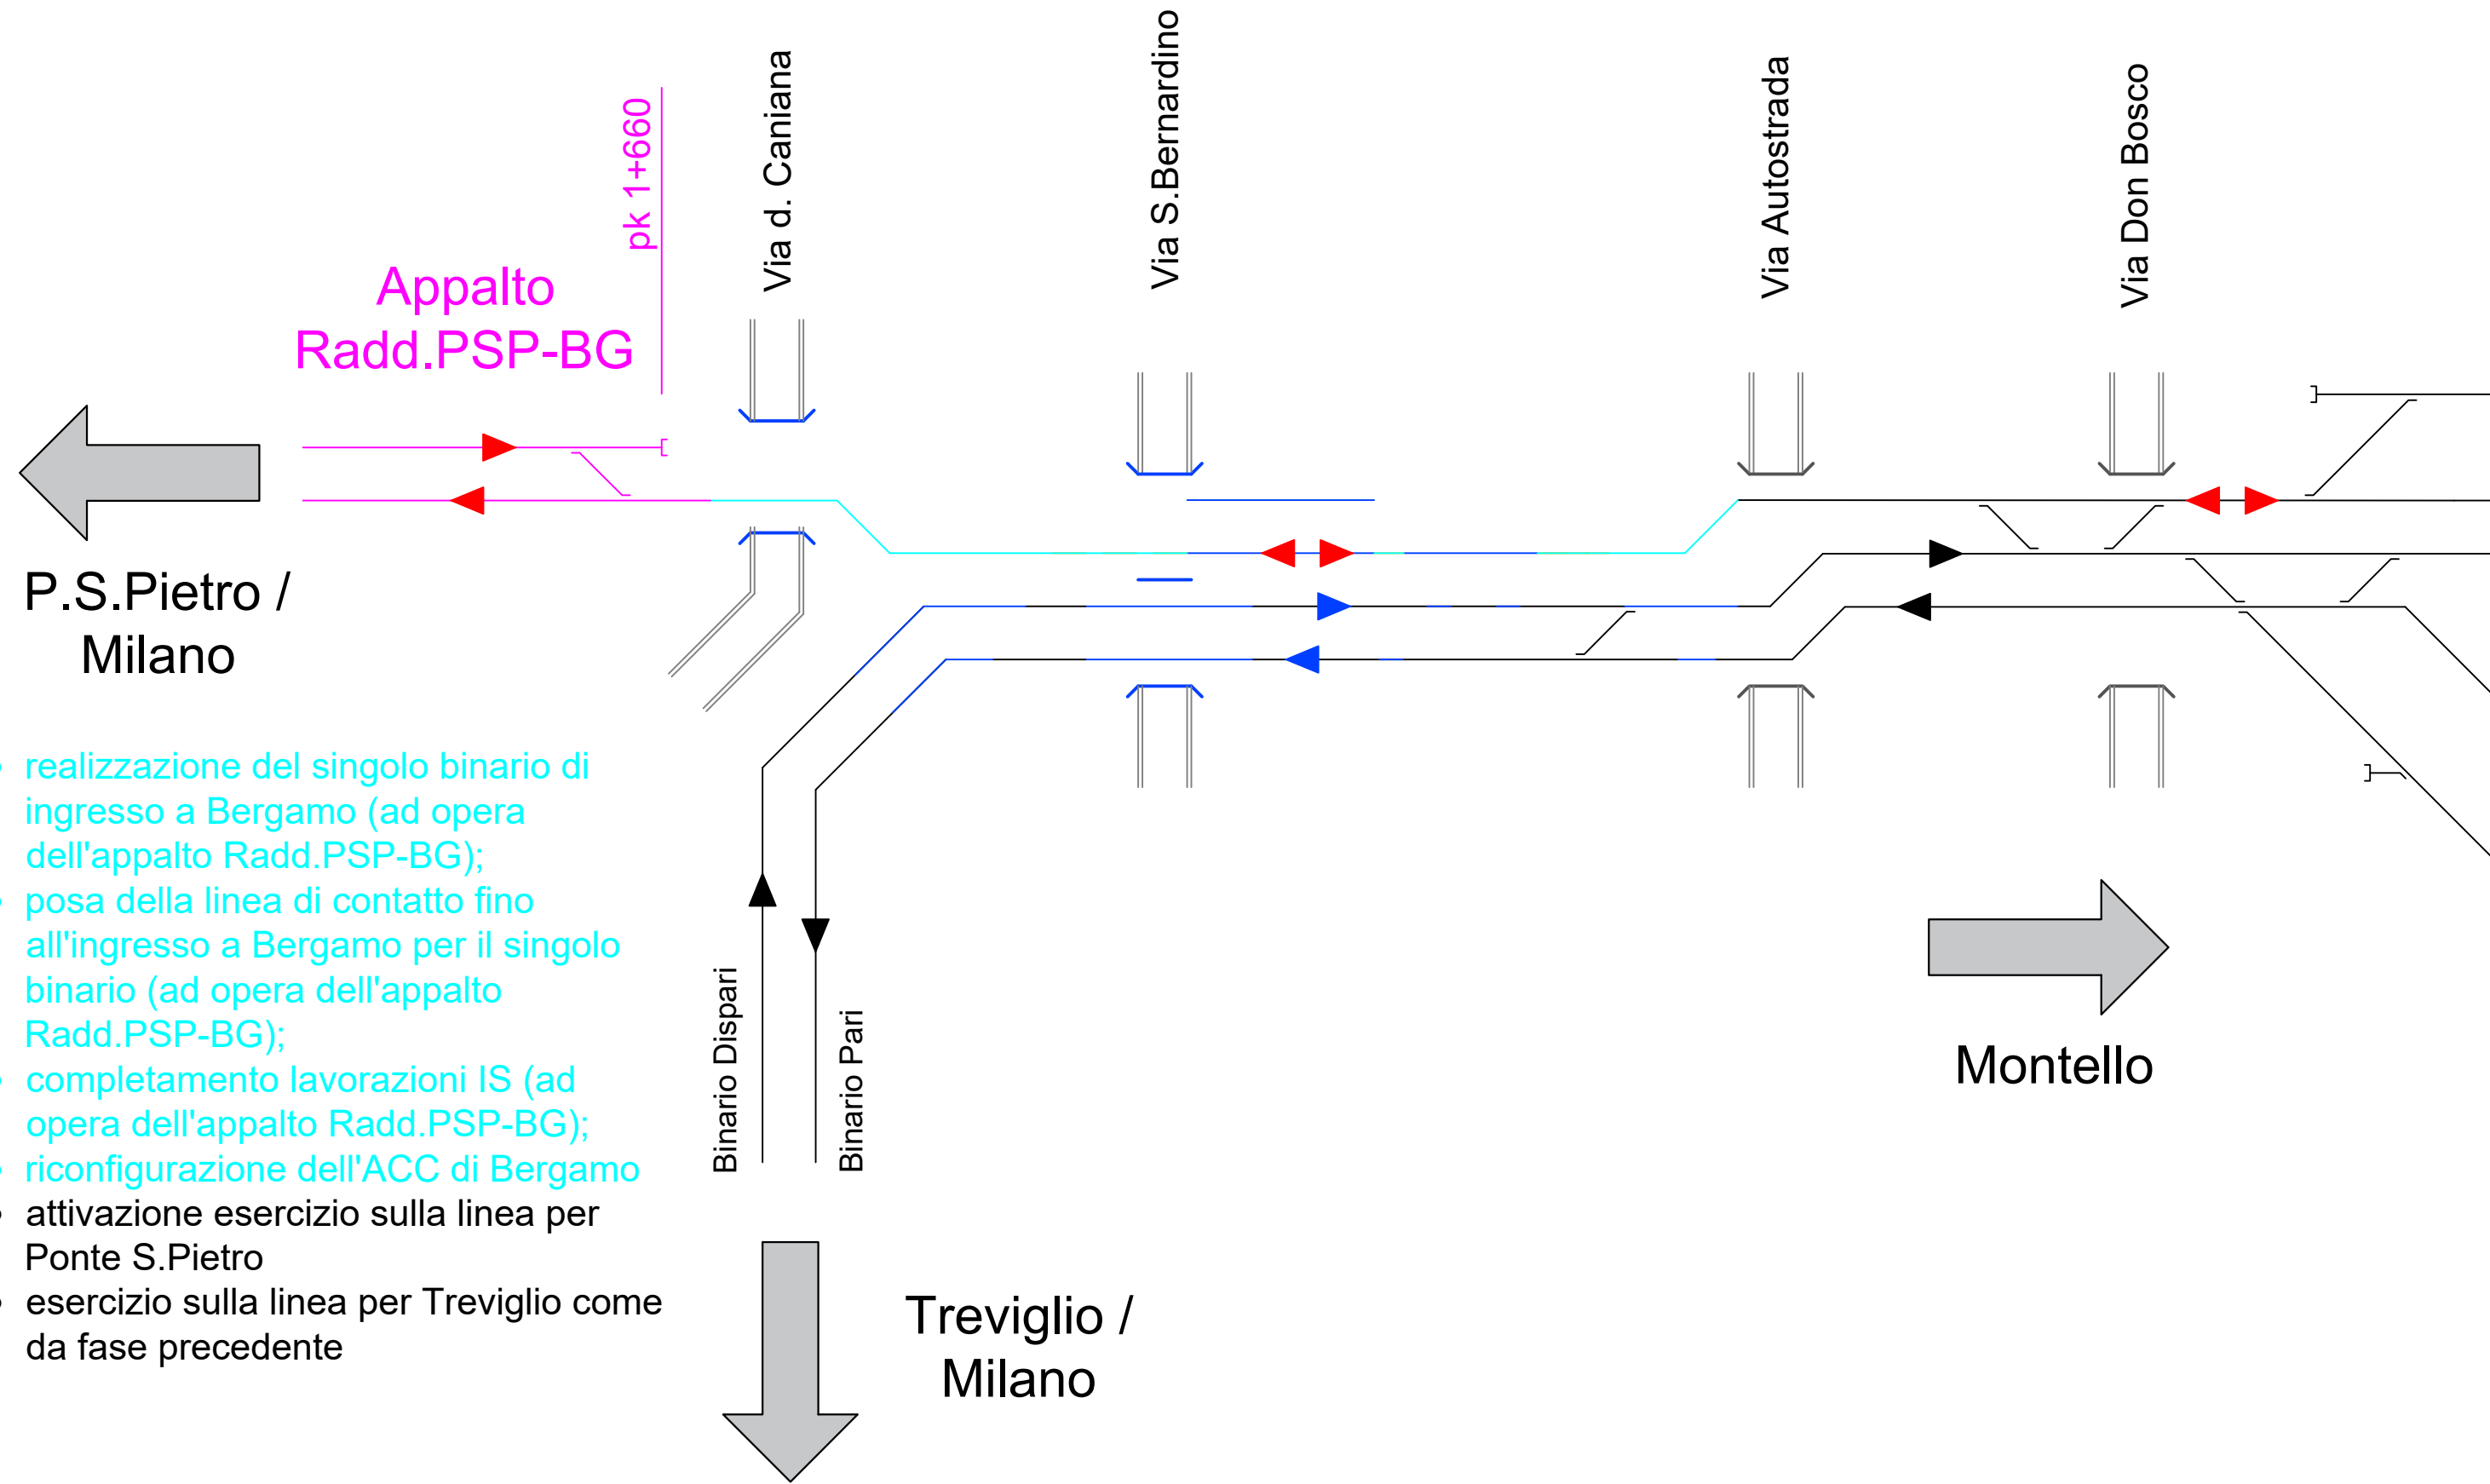 Via d. Caniana
Via S.Bernardino
Via Autostrada
Via Don Bosco
pk 1+660
Appalto
Radd.PSP-BG
P.S.Pietro /
Milano
• realizzazione del singolo binario di
ingresso a Bergamo (ad opera
dell'appalto Radd.PSP-BG);
• posa della linea di contatto fino
all'ingresso a Bergamo per il singolo
binario (ad opera dell'appalto
Radd.PSP-BG);
• completamento lavorazioni IS (ad
opera dell'appalto Radd.PSP-BG);
• riconfigurazione dell'ACC di Bergamo
• attivazione esercizio sulla linea per
Ponte S.Pietro
• esercizio sulla linea per Treviglio come
da fase precedente
Binario Dispari
Binario Pari
Montello
Treviglio /
Milano